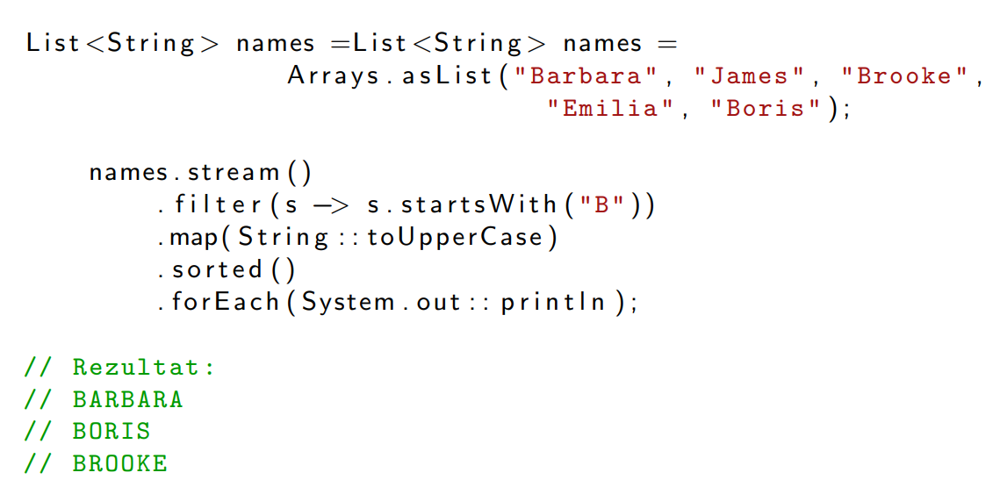 List<String> names =List<String> names =
Arrays.asList("Barbara", "James", "Brooke",
"Emilia", "Boris");
names.stream()
.filter(s -> s.startsWith("B"))
.map(String::toUpperCase)
.sorted()
.forEach(System.out::println);
// Rezultat:
// BARBARA
// BORIS
// BROOKE